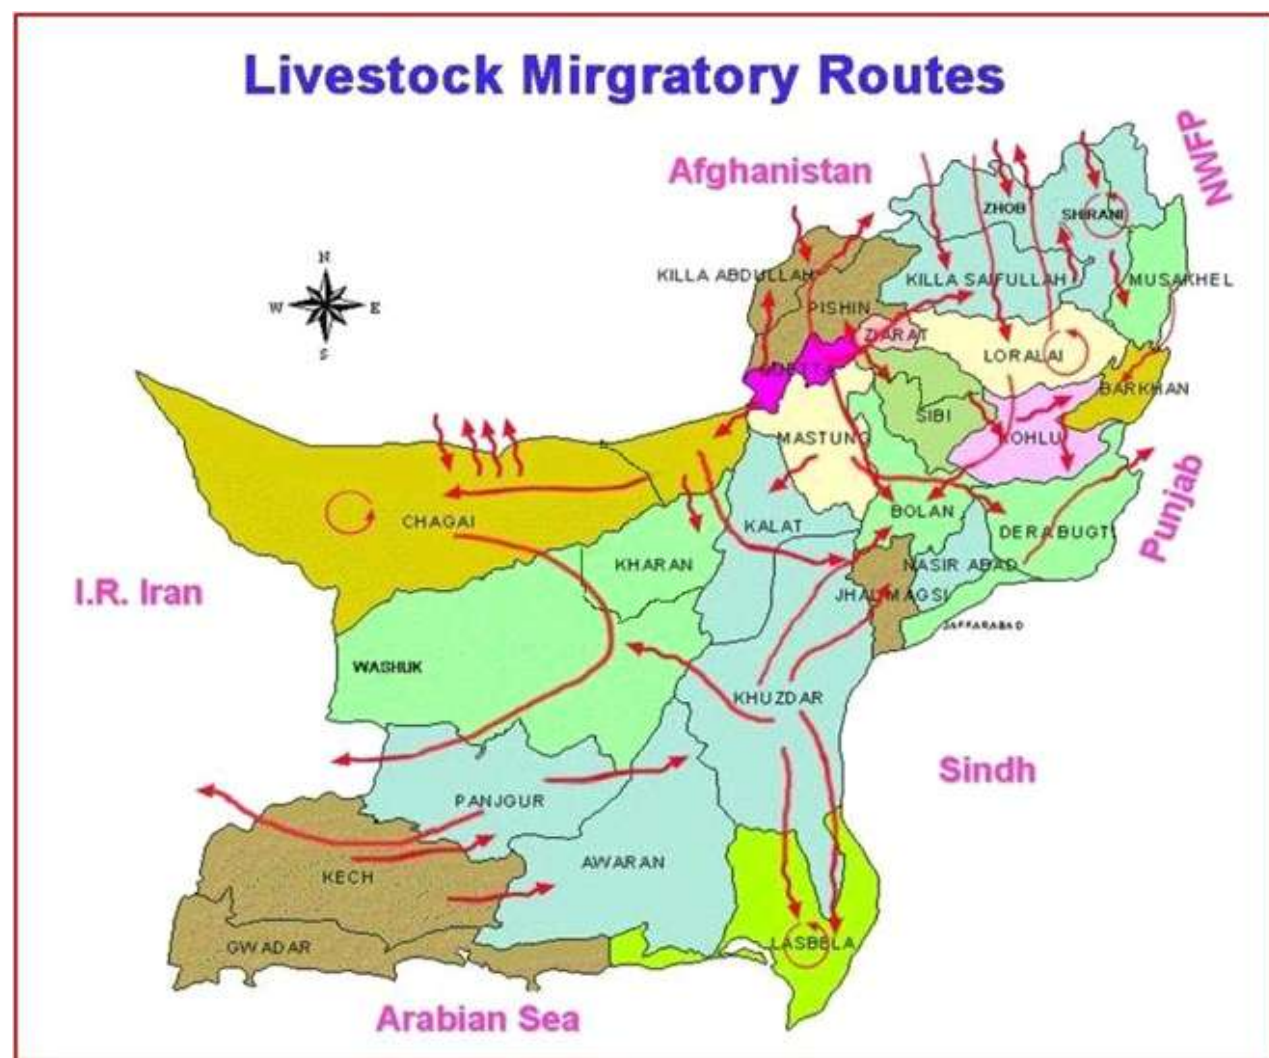 Livestock Mirgratory Routes
NWFP
Afghanistan
ZHOB
SHIRANI
N
W E
S
KILLA ABDULLAH
KILLA SAIFULLAH
MUSAKHEL
PISHIN
ZIARAT
LORALAI
BARKHAN
SIBI
MASTUNG
KOHLU
CHAGAI
KALAT
BOLAN
DERABUGTI
Punjab
KHARAN
NASIR ABAD
I.R. Iran
JHALMAGSI
JAFFARABAD
WASHUK
KHUZDAR
Sindh
PANJGUR
AWARAN
KECH
GWADAR
LASBELA
Arabian Sea